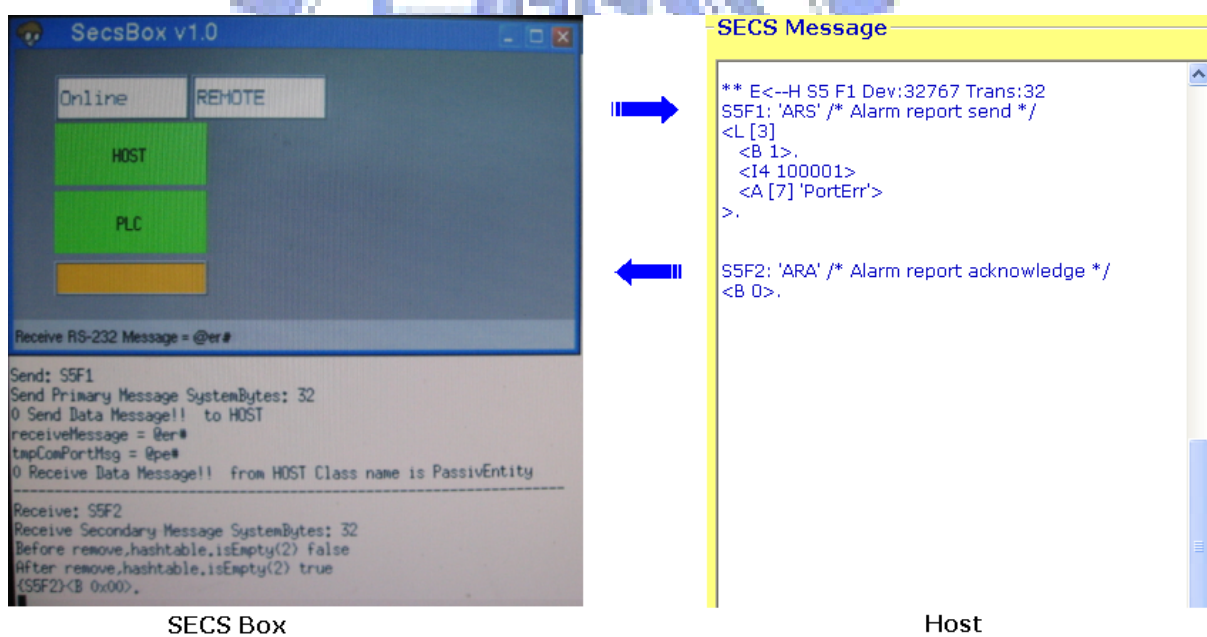 SecsBox v1.0
Online
REMOTE
HOST
PLC
Receive RS-232 Message = @er#
Send: S5F1
Send Primary Message SystemBytes: 32
0 Send Data Message!! to HOST
receiveMessage = @er#
tmpComPortMsg = @pe#
0 Receive Data Message!! from HOST Class name is PassivEntity
--------------------------------------------------------------------------------
Receive: S5F2
Receive Secondary Message SystemBytes: 32
Before remove,hashtable.isEmpty(2) false
After remove,hashtable.isEmpty(2) true
{S5F2}<B 0x00>.
SECS Box
SECS Message
** E<--H S5 F1 Dev:32767 Trans:32
S5F1: 'ARS' /* Alarm report send */
<L [3]
<B 1>.
<I4 100001>
<A [7] 'PortErr'>
>.
S5F2: 'ARA' /* Alarm report acknowledge */
<B 0>.
Host